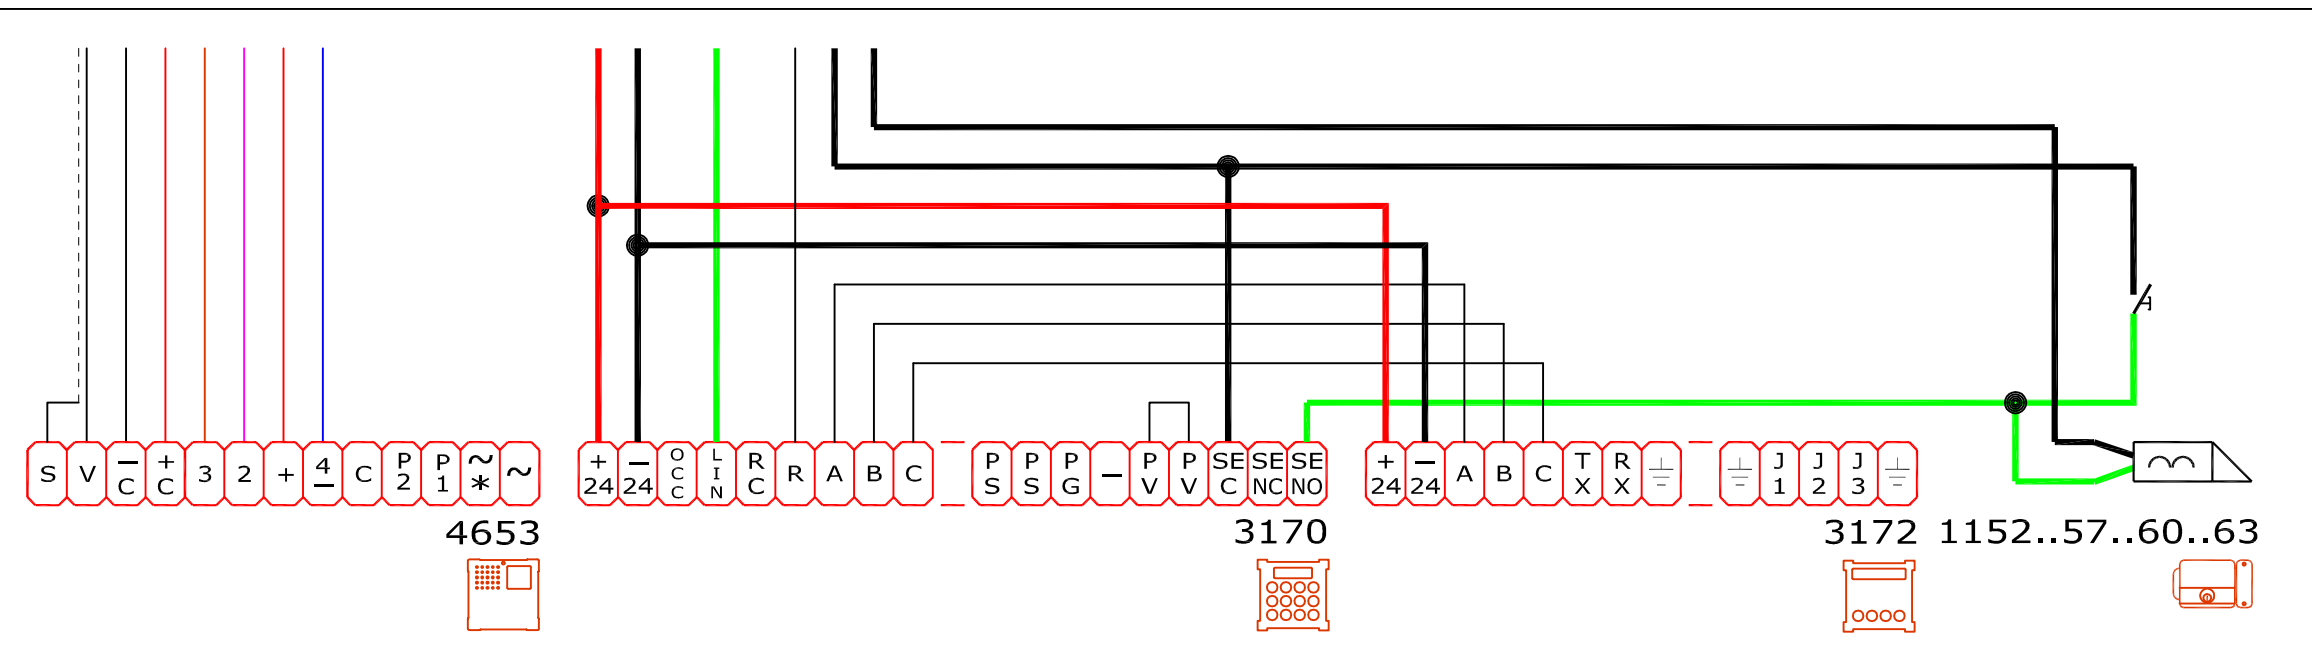 A
S V – C + C 3 2 + 4 – C P 2 P 1 ~ * ~
+ 24 – 24 O C C L I N R C R A B C
P S P S P G – P V P V SE C SE NC SE NO
+ 24 – 24 A B C T X R X
J 1 J 2 J 3
4653
3170
3172
1152..57..60..63